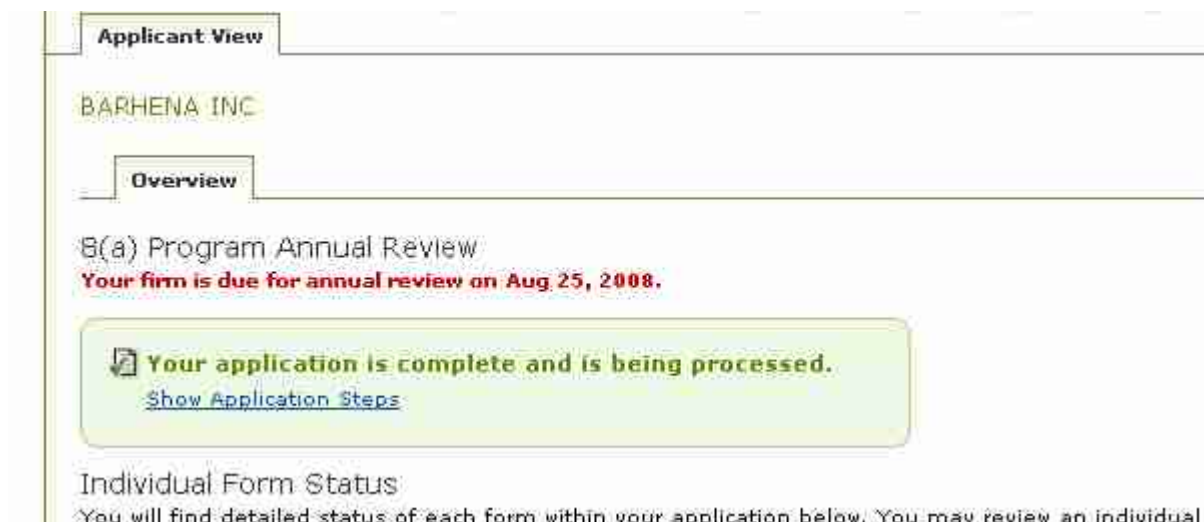 Applicant View
BARHENA INC
Overview
8(a) Program Annual Review
Your firm is due for annual review on Aug 25, 2008.
Your application is complete and is being processed.
Show Application Steps
Individual Form Status
You will find detailed status of each form within your application below. You may review an individual